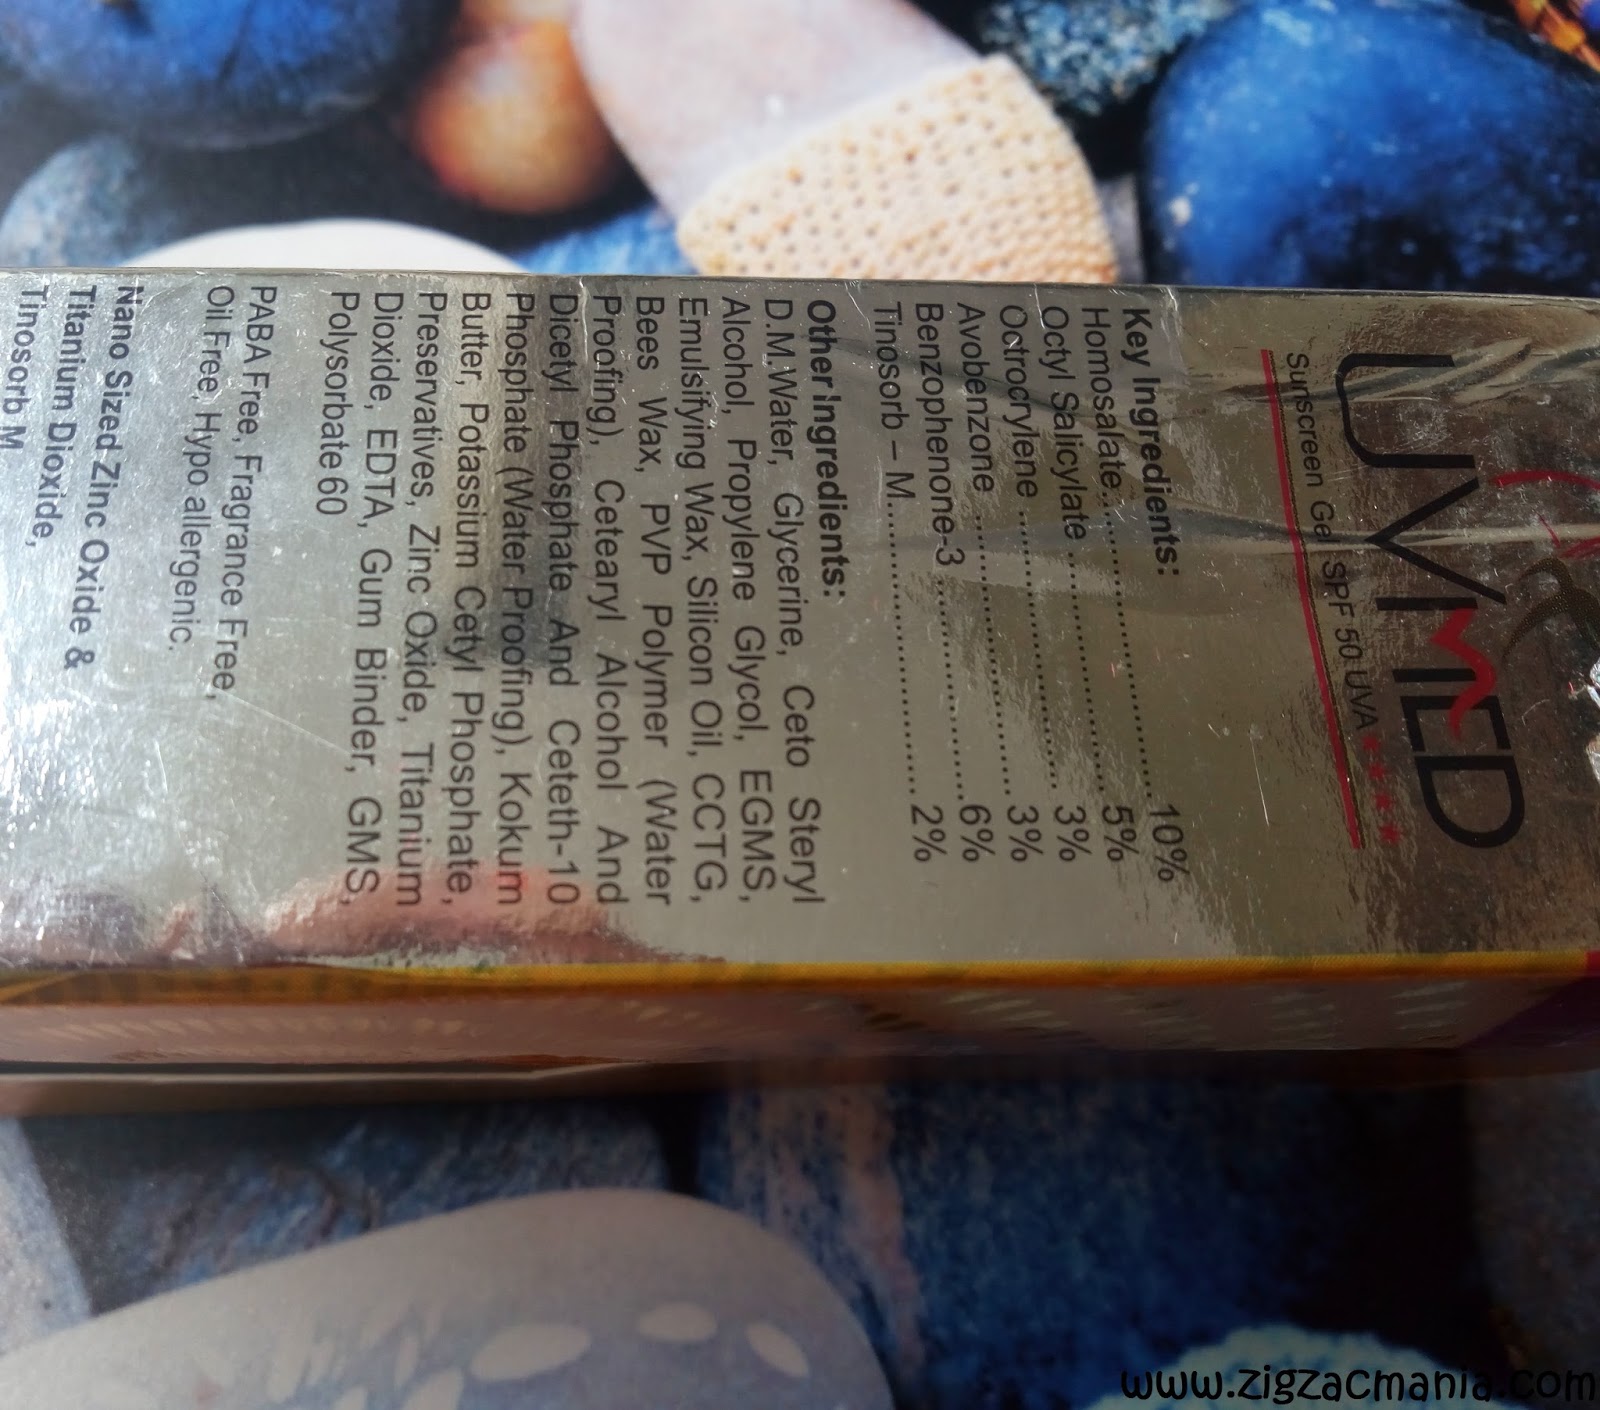 UVMED
Sunscreen Gel SPF 50 UVA ★★★★
Key Ingredients:
Homosalate.................... 10%
Octyl Salicylate .................... 5%
Octrocrylene .................... 3%
Avobenzone .................... 3%
Benzophenone-3 .................... 6%
Tinosorb – M.................... 2%
Other Ingredients:
D.M.Water, Glycerine, Ceto Steryl
Alcohol, Propylene Glycol, EGMS,
Emulsifying Wax, Silicon Oil, CCTG,
Bees Wax, PVP Polymer (Water
Proofing), Cetearyl Alcohol And
Dicetyl Phosphate And Ceteth-10
Phosphate (Water Proofing), Kokum
Butter, Potassium Cetyl Phosphate,
Preservatives, Zinc Oxide, Titanium
Dioxide, EDTA, Gum Binder, GMS,
Polysorbate 60
PABA Free, Fragrance Free,
Oil Free, Hypo allergenic.
Nano Sized Zinc Oxide &
Titanium Dioxide,
Tinosorb M
www.zigzacmania.com